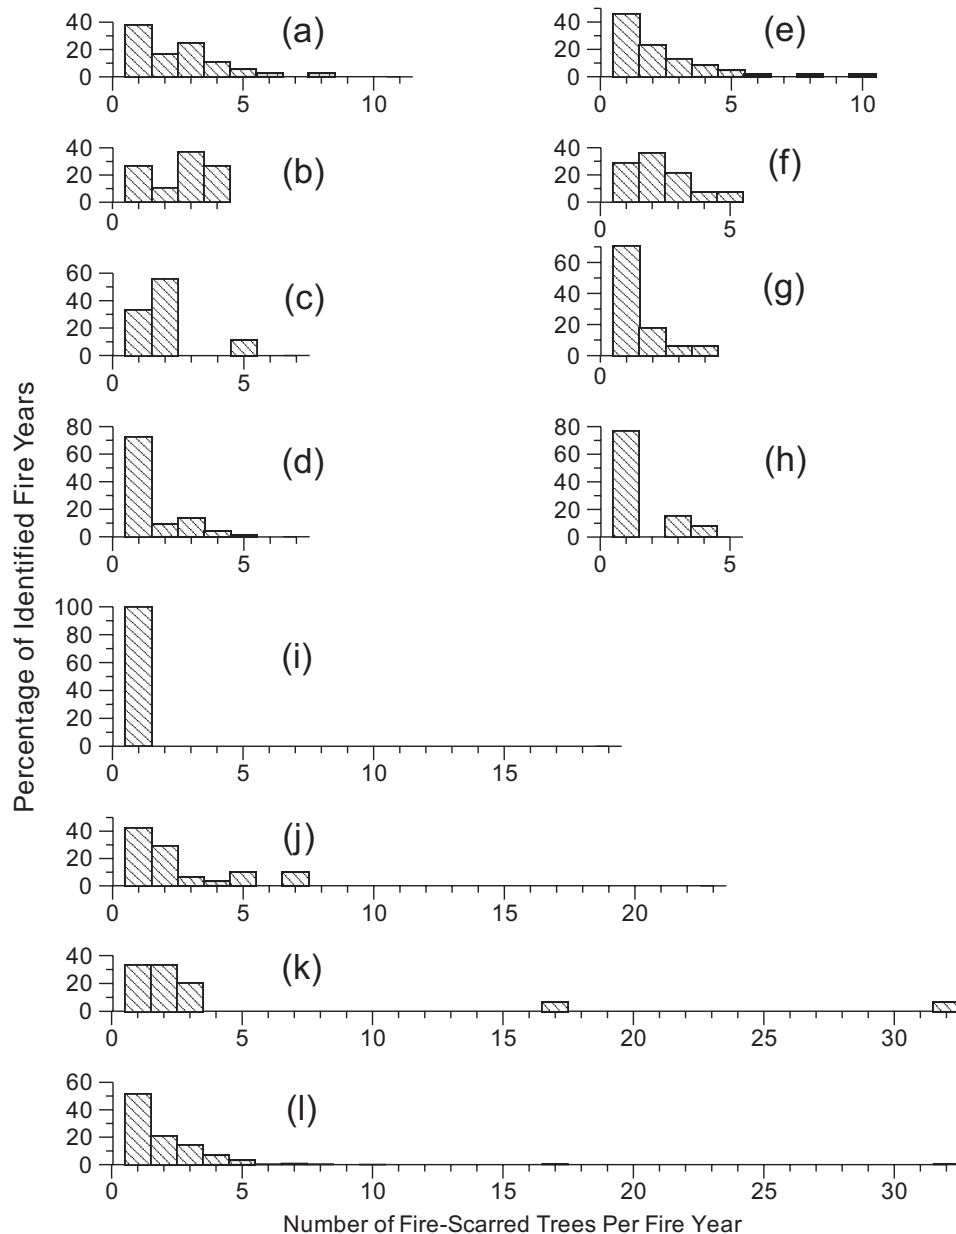 Percentage of Identified Fire Years
40
20
0
0 5 10
(a)
40
20
0
0 5 10
(e)
40
20
0
0
(b)
40
20
0
0 5
(f)
60
40
20
0
0 5
(c)
60
40
20
0
0
(g)
80
60
40
20
0
0 5
(d)
80
60
40
20
0
0 5
(h)
100
80
60
40
20
0
0 5 10 15
(i)
40
20
0
0 5 10 15 20
(j)
40
20
0
0 5 10 15 20 25 30
(k)
60
40
20
0
0 5 10 15 20 25 30
(l)
Number of Fire-Scarred Trees Per Fire Year